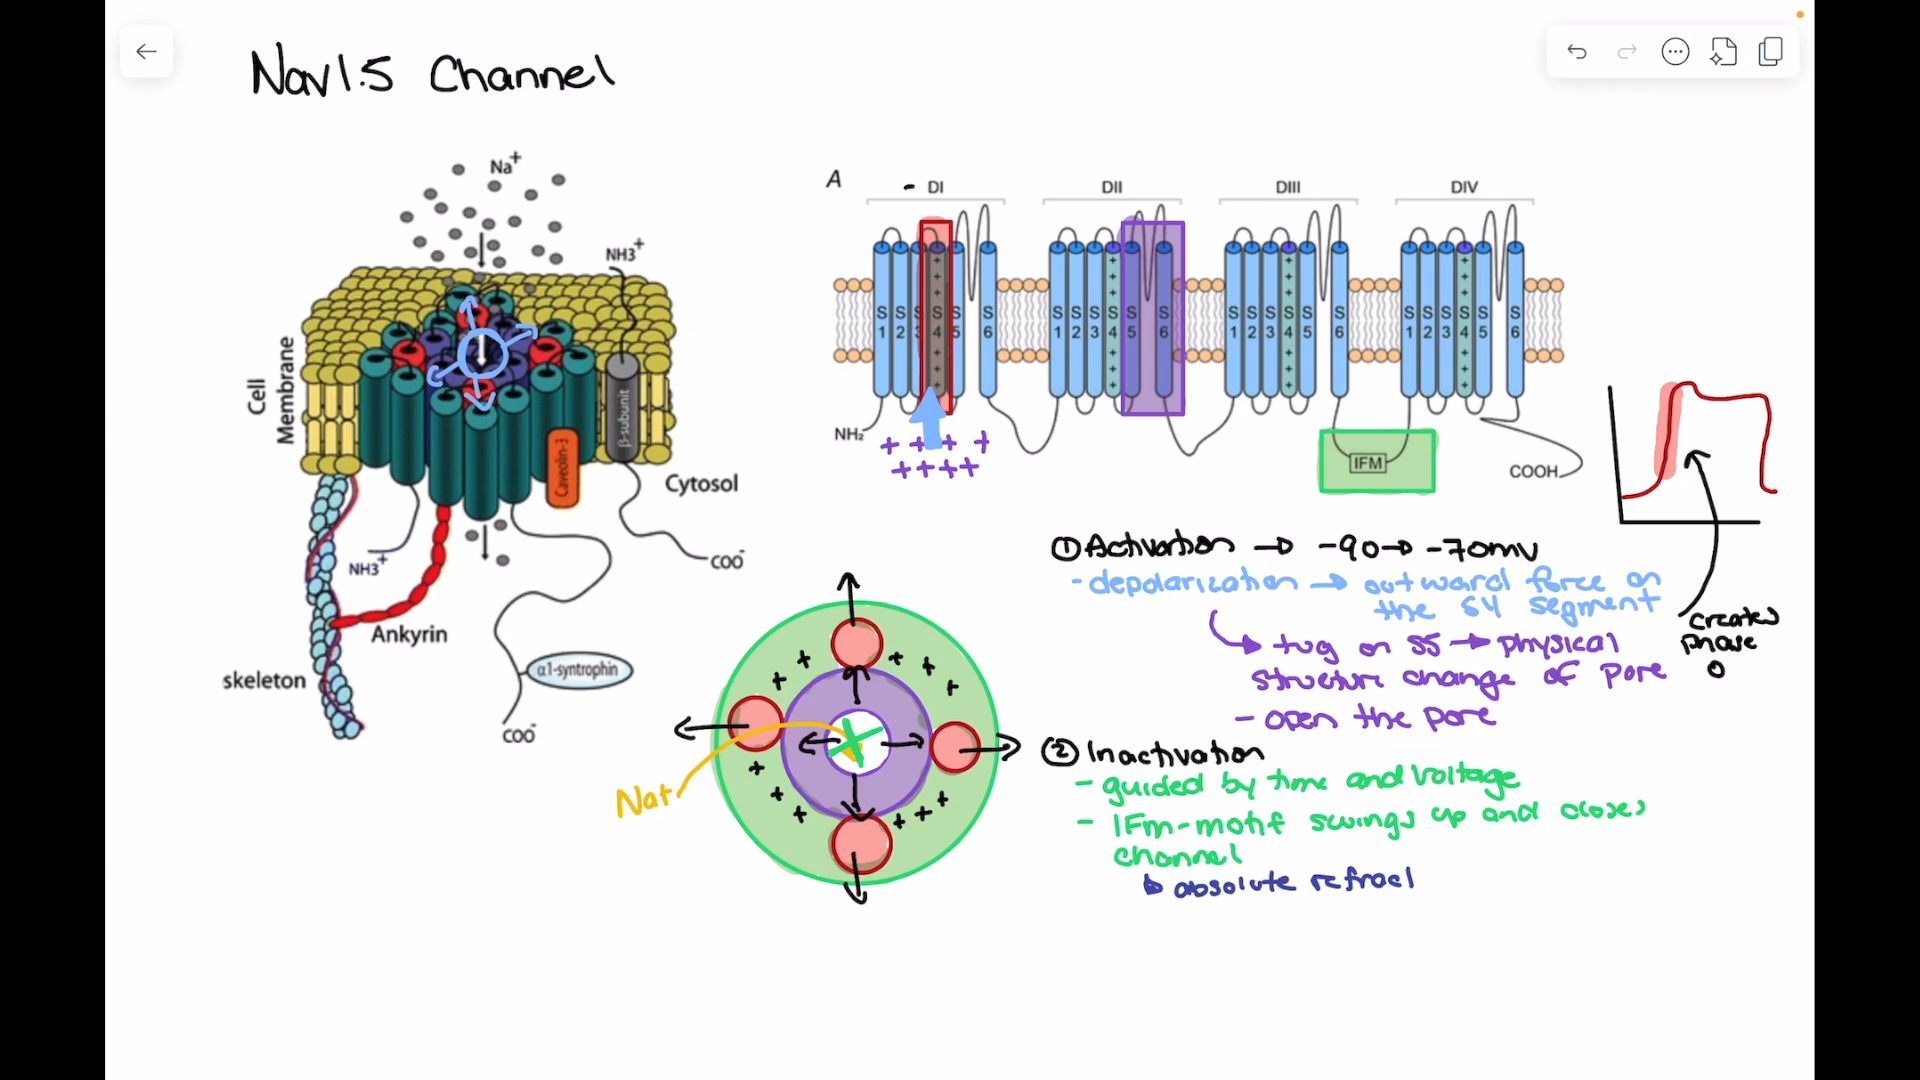 Nav1.5 Channel
Na+
NH3+
Cell
Membrane
β-subunit
Caveolin-3
Cytosol
NH3+
COO-
Ankyrin
α1-syntrophin
skeleton
COO-
A
- DI
DII
DIII
DIV
S1 S2 S3 S4 S5 S6
S1 S2 S3 S4 S5 S6
S1 S2 S3 S4 S5 S6
S1 S2 S3 S4 S5 S6
NH2
+ + + +
+ + + +
IFM
COOH
① Activation → -90 → -70mv
- depolarization → outward force on
the S4 segment
creates
phase
0
tug on S5 → physical
structure change of pore
- open the pore
Na+
② Inactivation
- guided by time and voltage
- IFm-motif swings up and closes
channel
↳ absolute refract